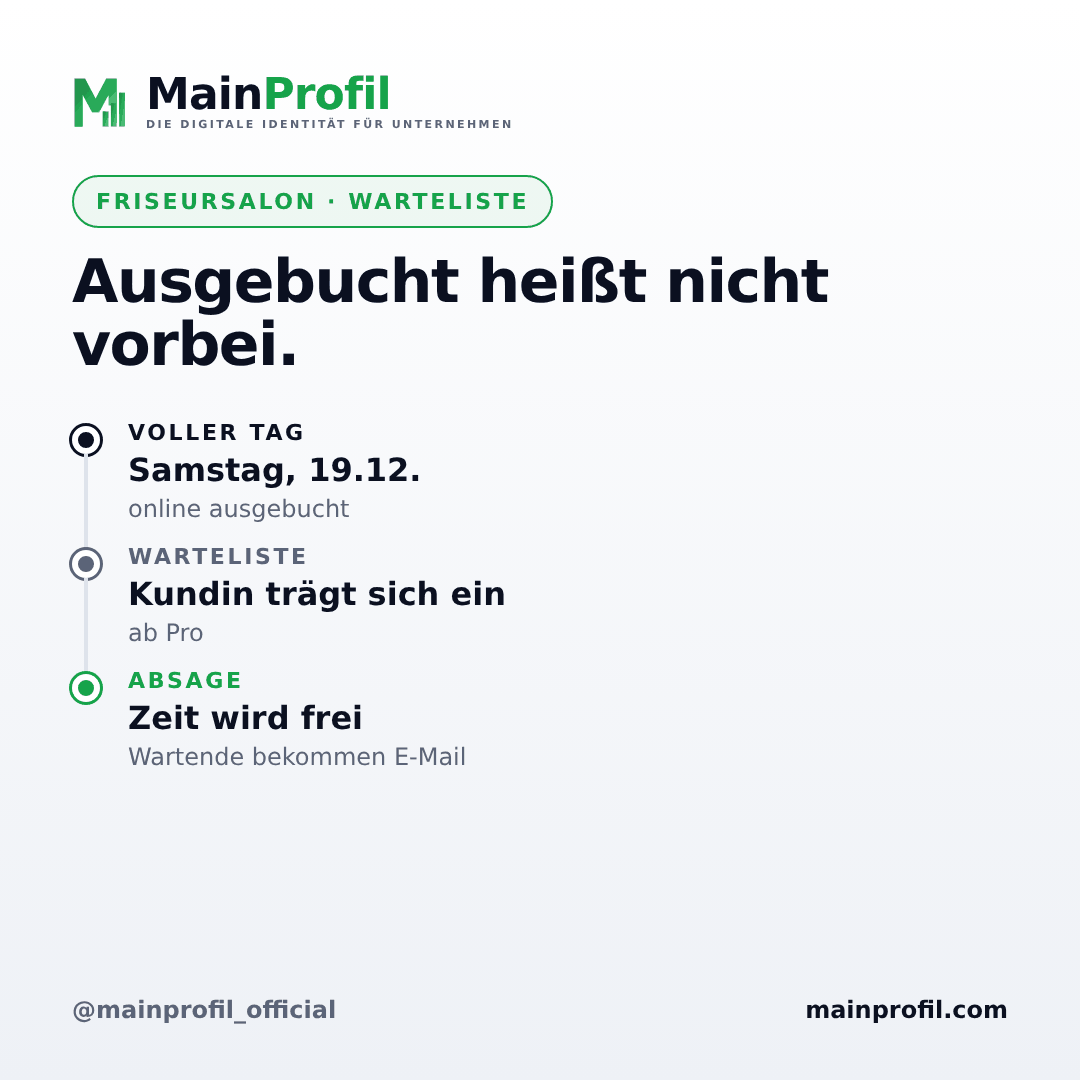 MainProfil
DIE DIGITALE IDENTITÄT FÜR UNTERNEHMEN
FRISEURSALON · WARTELISTE
Ausgebucht heißt nicht
vorbei.
VOLLER TAG
Samstag, 19.12.
online ausgebucht
WARTELISTE
Kundin trägt sich ein
ab Pro
ABSAGE
Zeit wird frei
Wartende bekommen E-Mail
@mainprofil_official
mainprofil.com